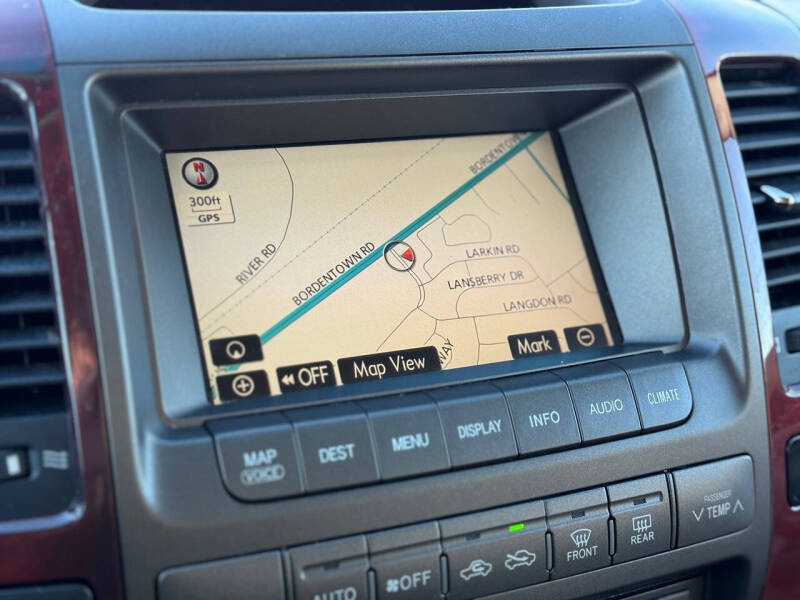 N
300ft
GPS
RIVER RD
BORDENTOWN RD
BORDENTOWN
LARKIN RD
LANSBERRY DR
LANGDON RD
WAY
OFF
Map View
Mark
MAP
VOICE
DEST
MENU
DISPLAY
INFO
AUDIO
CLIMATE
PASSENGER
TEMP
AUTO
OFF
FRONT
REAR